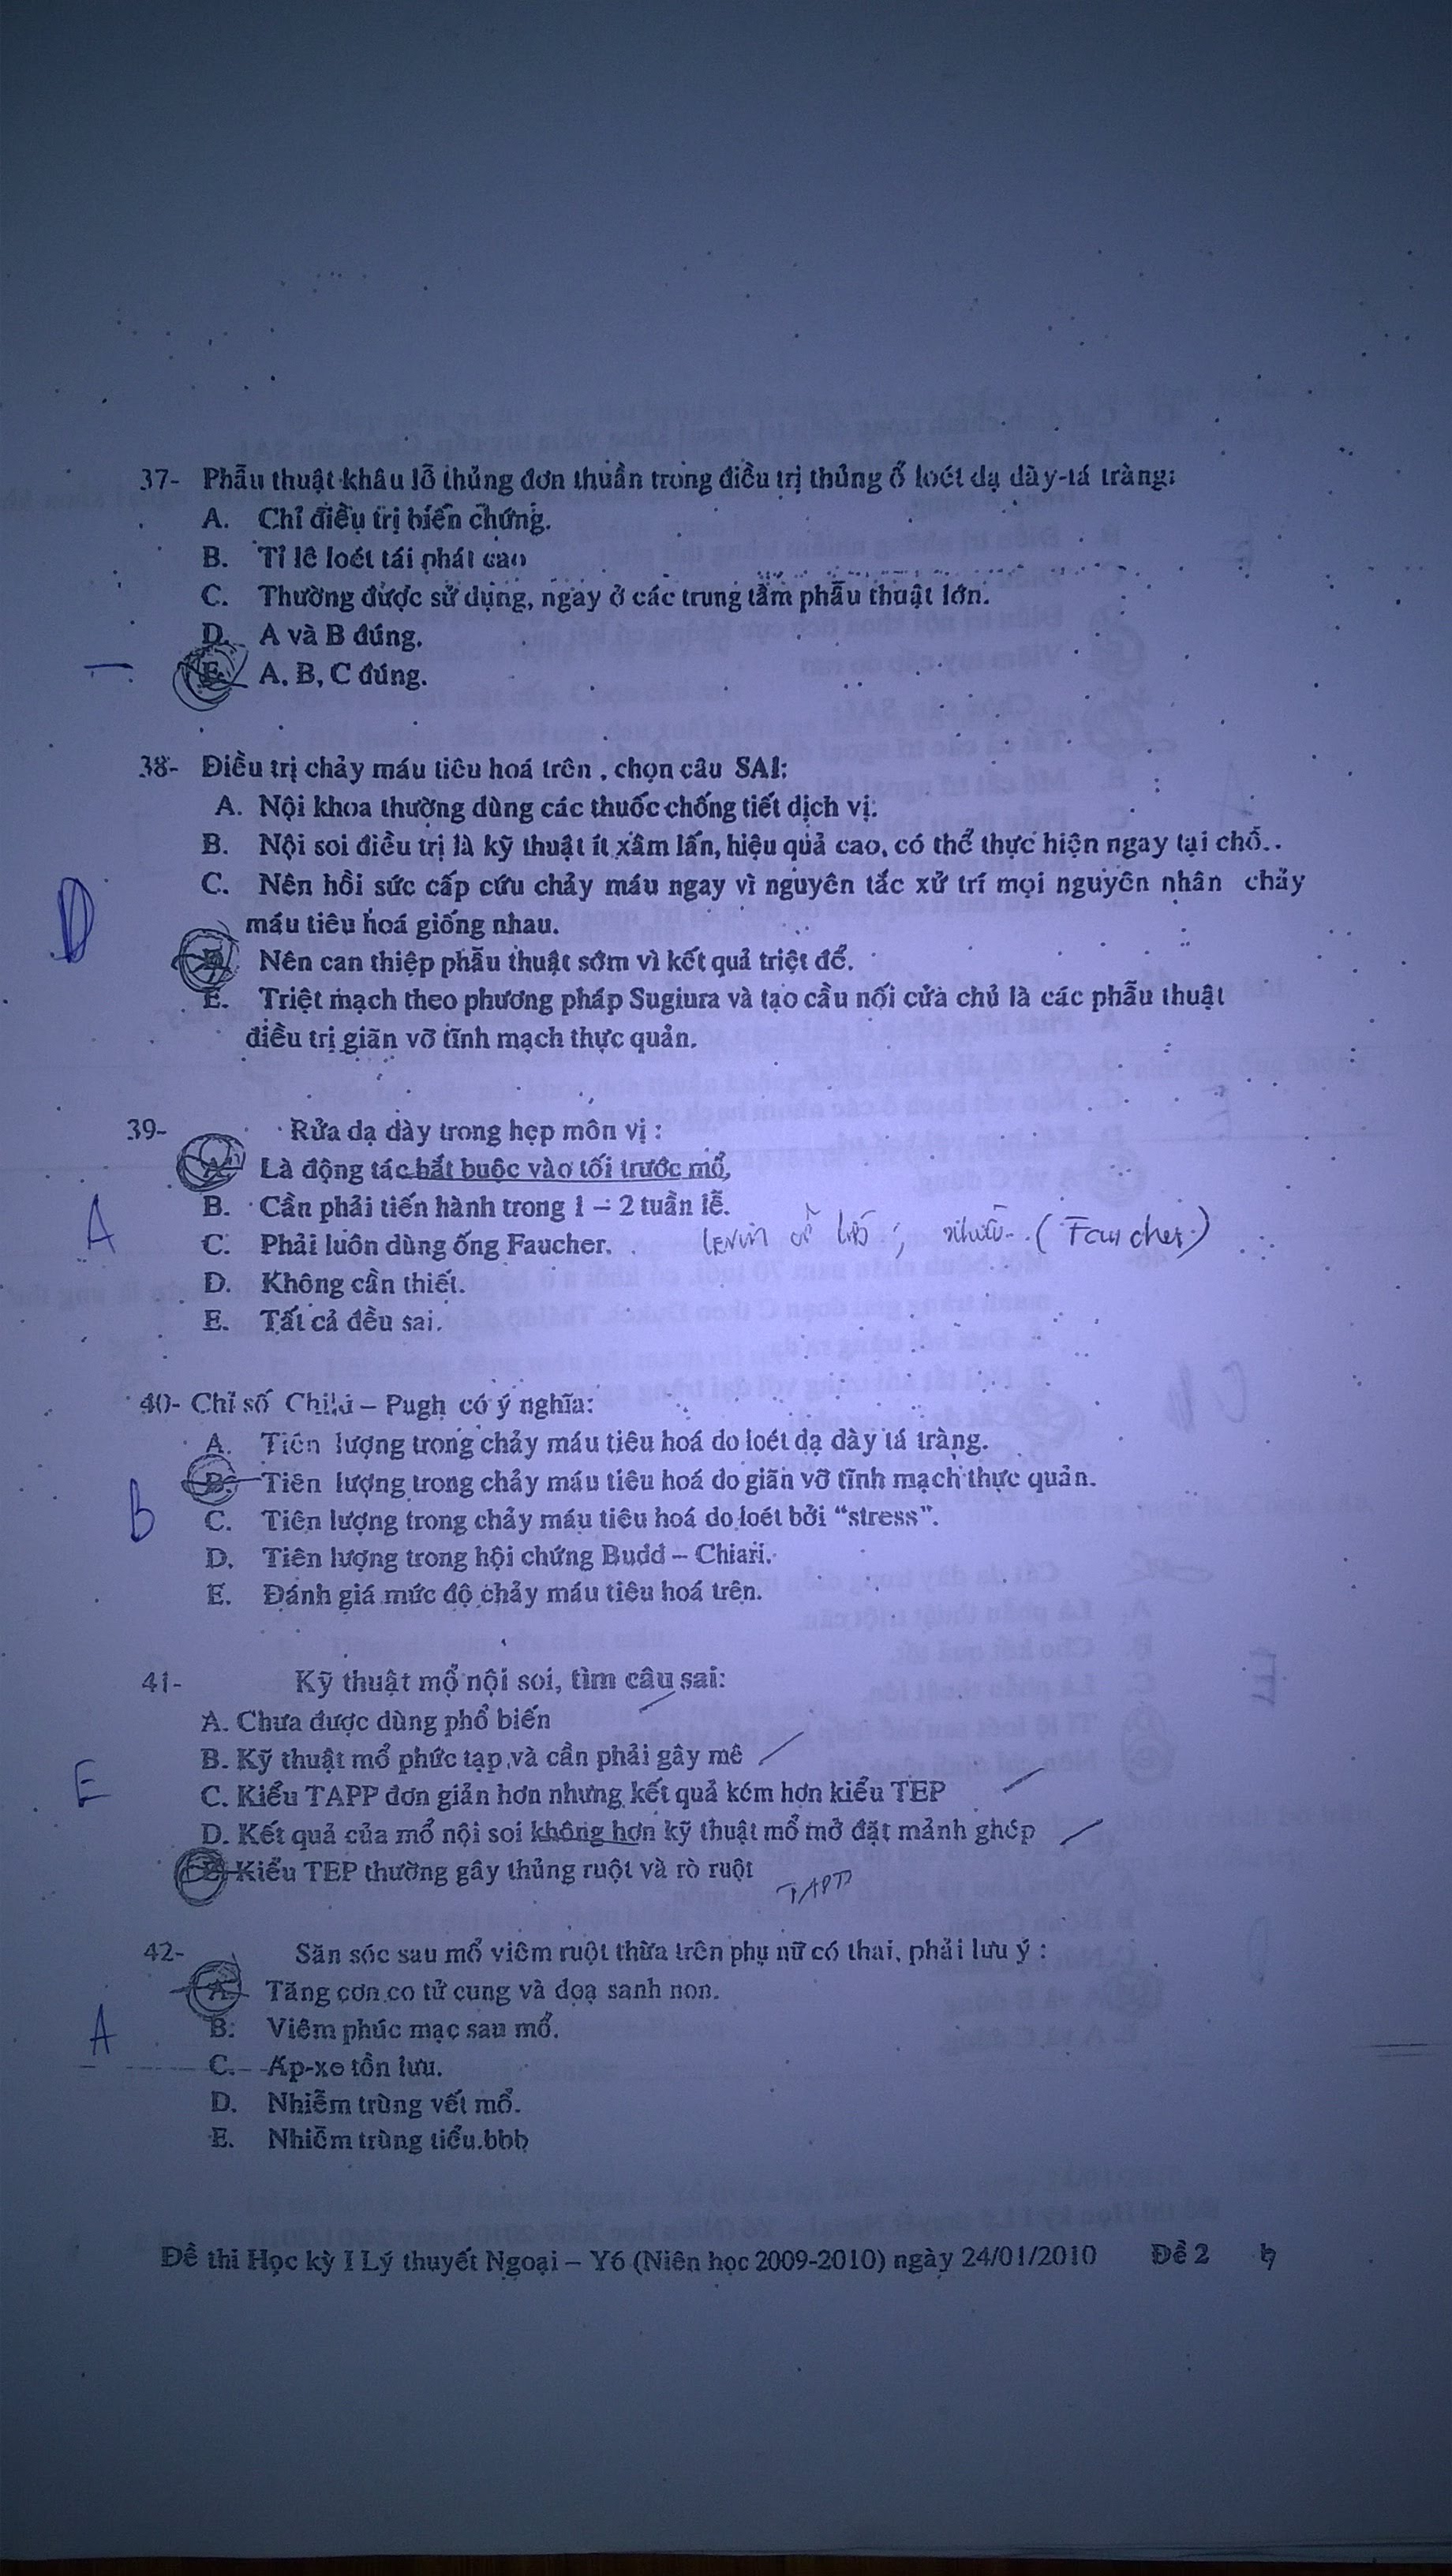 37- Phẫu thuật khâu lỗ thủng đơn thuần trong điều trị thủng ổ loét dạ dày-tá tràng:
A. Chỉ điều trị biến chứng.
B. Tỉ lệ loét tái phát cao
C. Thường được sử dụng, ngay ở các trung tâm phẫu thuật lớn.
D. A và B đúng.
E. A, B, C đúng.
38- Điều trị chảy máu tiêu hoá trên, chọn câu SAI:
A. Nội khoa thường dùng các thuốc chống tiết dịch vị.
B. Nội soi điều trị là kỹ thuật ít xâm lấn, hiệu quả cao, có thể thực hiện ngay tại chỗ..
C. Nên hồi sức cấp cứu chảy máu ngay vì nguyên tắc xử trí mọi nguyên nhân chảy
máu tiêu hoá giống nhau.
D
D. Nên can thiệp phẫu thuật sớm vì kết quả triệt để.
E. Triệt mạch theo phương pháp Sugiura và tạo cầu nối cửa chủ là các phẫu thuật
điều trị giãn vỡ tĩnh mạch thực quản.
39- Rửa dạ dày trong hẹp môn vị :
A. Là động tác bắt buộc vào tối trước mổ,
B. Cần phải tiến hành trong 1 – 2 tuần lễ.
A
C. Phải luôn dùng ống Faucher. (Faucher)
D. Không cần thiết.
E. Tất cả đều sai.
40- Chỉ số Child – Pugh có ý nghĩa:
A. Tiên lượng trong chảy máu tiêu hoá do loét dạ dày tá tràng.
B. Tiên lượng trong chảy máu tiêu hoá do giãn vỡ tĩnh mạch thực quản.
B
C. Tiên lượng trong chảy máu tiêu hoá do loét bởi “stress”.
D. Tiên lượng trong hội chứng Budd – Chiari.
E. Đánh giá mức độ chảy máu tiêu hoá trên.
41- Kỹ thuật mổ nội soi, tìm câu sai:
A. Chưa được dùng phổ biến
B. Kỹ thuật mổ phức tạp và cần phải gây mê
E
C. Kiểu TAPP đơn giản hơn nhưng kết quả kém hơn kiểu TEP
D. Kết quả của mổ nội soi không hơn kỹ thuật mổ mở đặt mảnh ghép
E. Kiểu TEP thường gây thủng ruột và rò ruột TAPP
42- Săn sóc sau mổ viêm ruột thừa trên phụ nữ có thai, phải lưu ý :
A. Tăng cơn co tử cung và doạ sanh non.
A
B. Viêm phúc mạc sau mổ.
C. Áp-xe tồn lưu.
D. Nhiễm trùng vết mổ.
E. Nhiễm trùng tiểu.bbb
Đề thi Học kỳ I Lý thuyết Ngoại – Y6 (Niên học 2009-2010) ngày 24/01/2010 Đề 2